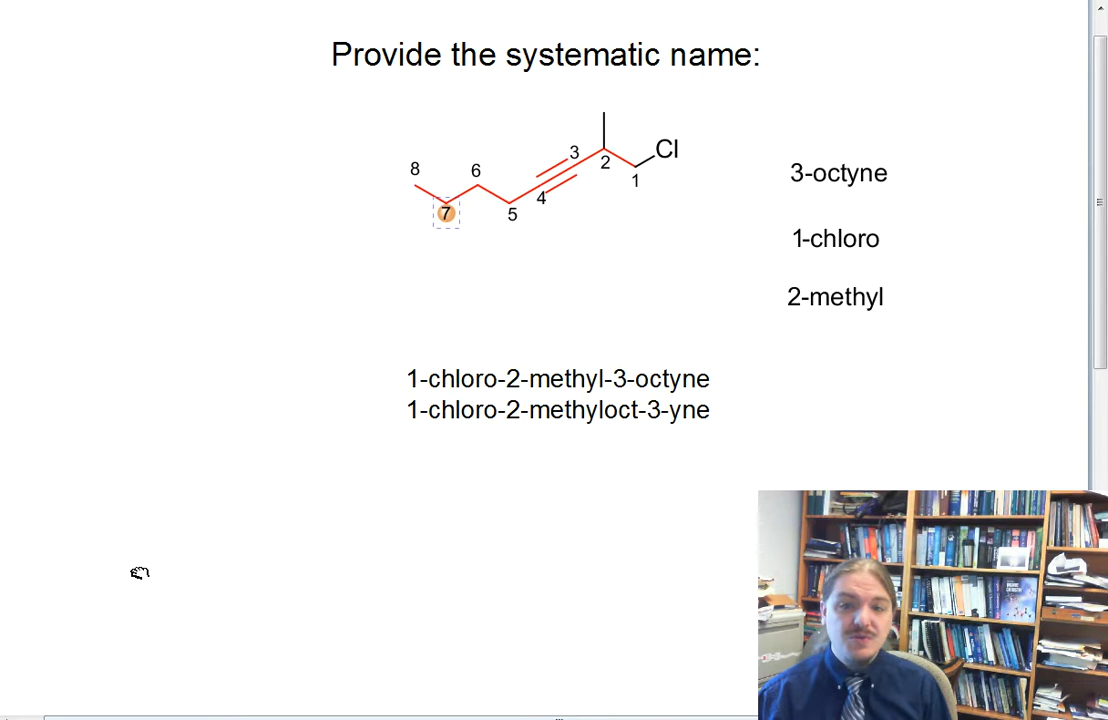 Provide the systematic name:
Cl
8
6
3
2
1
7
5
4
3-octyne
1-chloro
2-methyl
1-chloro-2-methyl-3-octyne
1-chloro-2-methyloct-3-yne